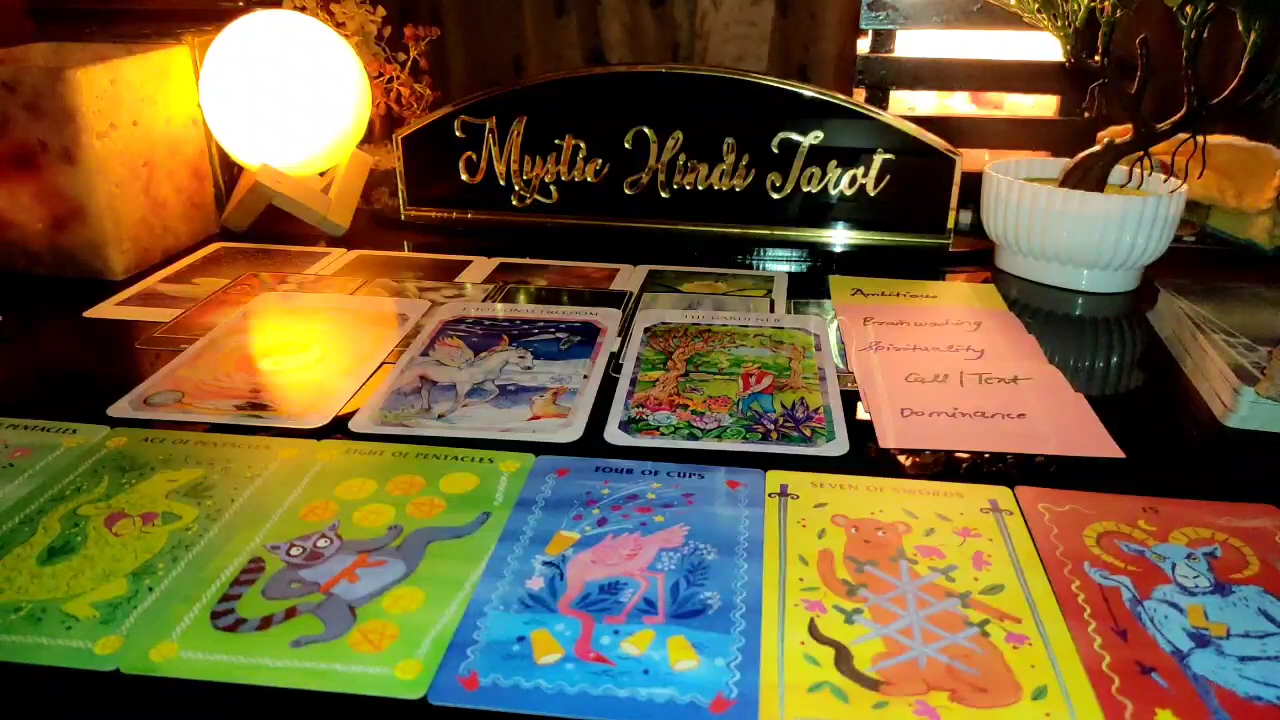 Mystic Hindi Tarot
EMOTIONAL FREEDOM
THE GARDENER
Ambitious
Brainwashing
Spirituality
Call | Text
Dominance
PENTACLES
ACE OF PENTACLES
EIGHT OF PENTACLES
FOUR OF CUPS
SEVEN OF SWORDS
15